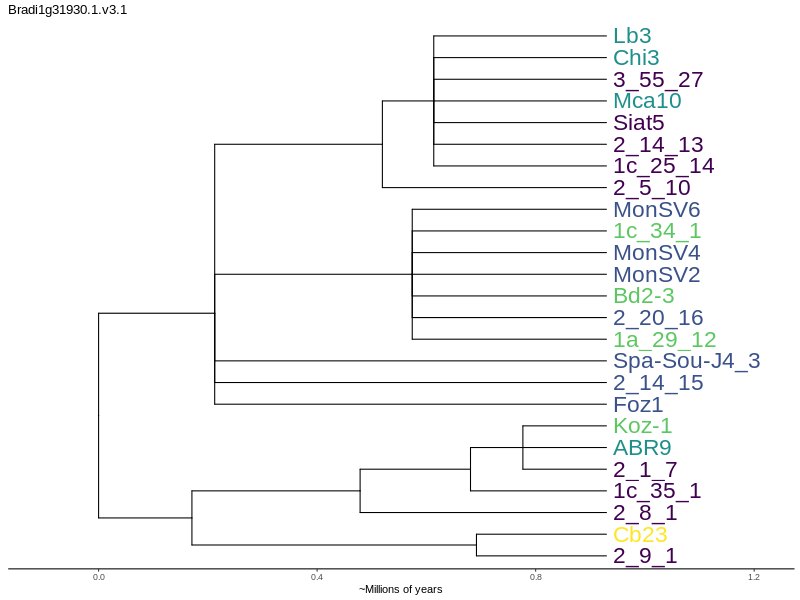 Bradi1g31930.1.v3.1
Lb3
Chi3
3_55_27
Mca10
Siat5
2_14_13
1c_25_14
2_5_10
MonSV6
1c_34_1
MonSV4
MonSV2
Bd2-3
2_20_16
1a_29_12
Spa-Sou-J4_3
2_14_15
Foz1
Koz-1
ABR9
2_1_7
1c_35_1
2_8_1
Cb23
2_9_1
0.0 0.4 0.8 1.2
~Millions of years